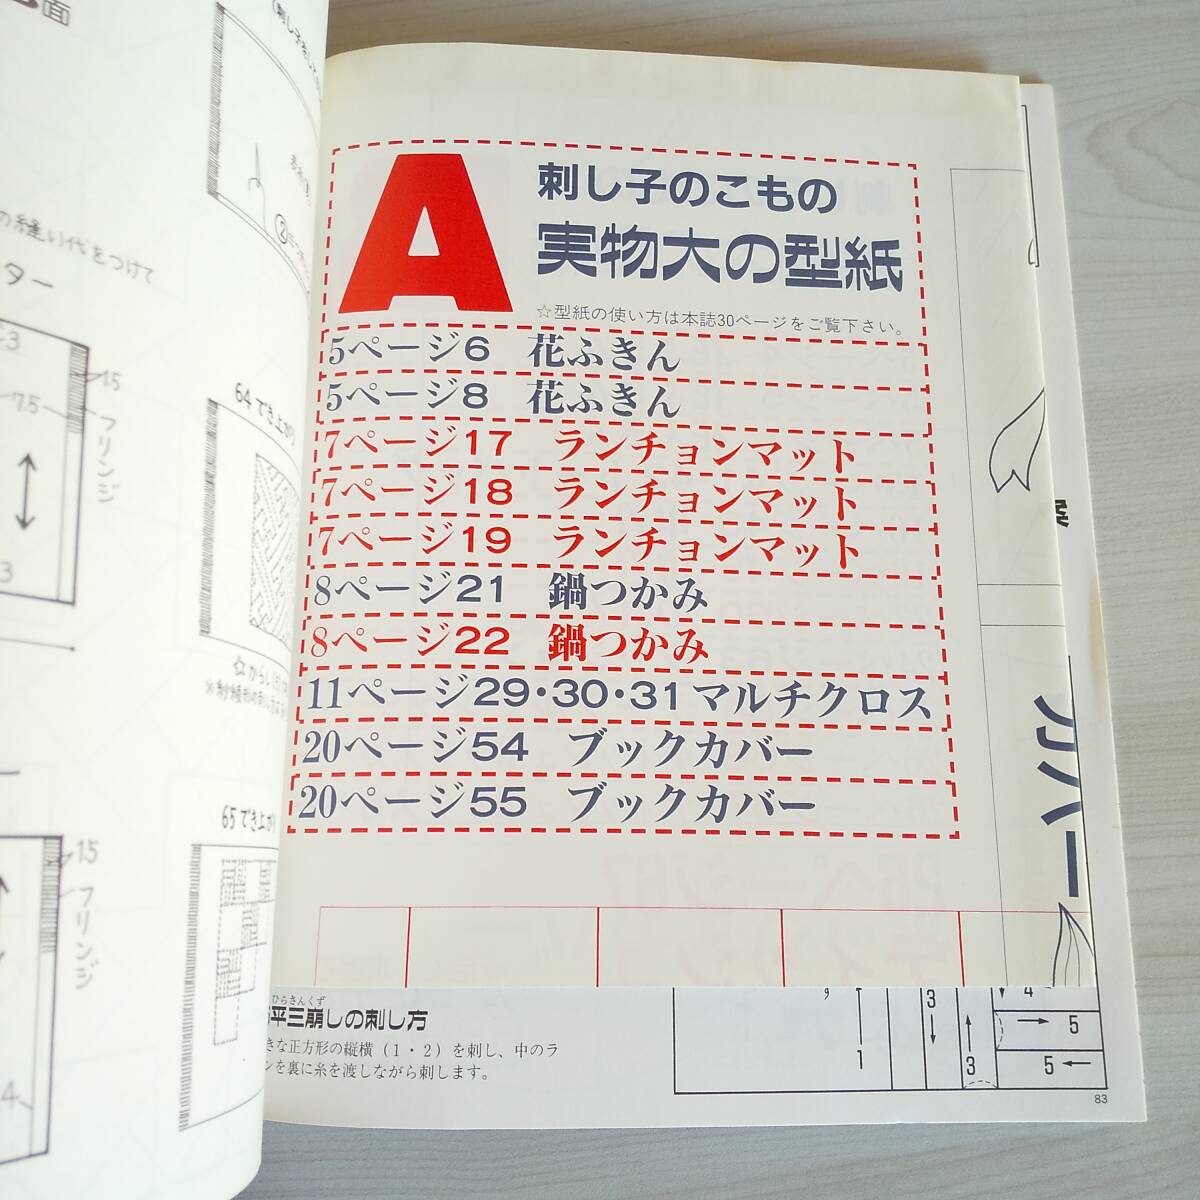 面
の縫い代をつけて
ター
3
15
7.5
フリンジ
3
64 でき上がり
65 でき上がり
15
フリンジ
4
②
A
刺し子のこもの
実物大の型紙
☆型紙の使い方は本誌30ページをご覧下さい。
5ページ6 花ふきん
5ページ8 花ふきん
7ページ17 ランチョンマット
7ページ18 ランチョンマット
7ページ19 ランチョンマット
8ページ21 鍋つかみ
8ページ22 鍋つかみ
11ページ29・30・31マルチクロス
20ページ54 ブックカバー
20ページ55 ブックカバー
カバー
ひらさんくず
平三崩しの刺し方
きな正方形の縦横(1・2)を刺し、中のラ
ンを裏に糸を渡しながら刺します。
1
3
3
4
5
5
83